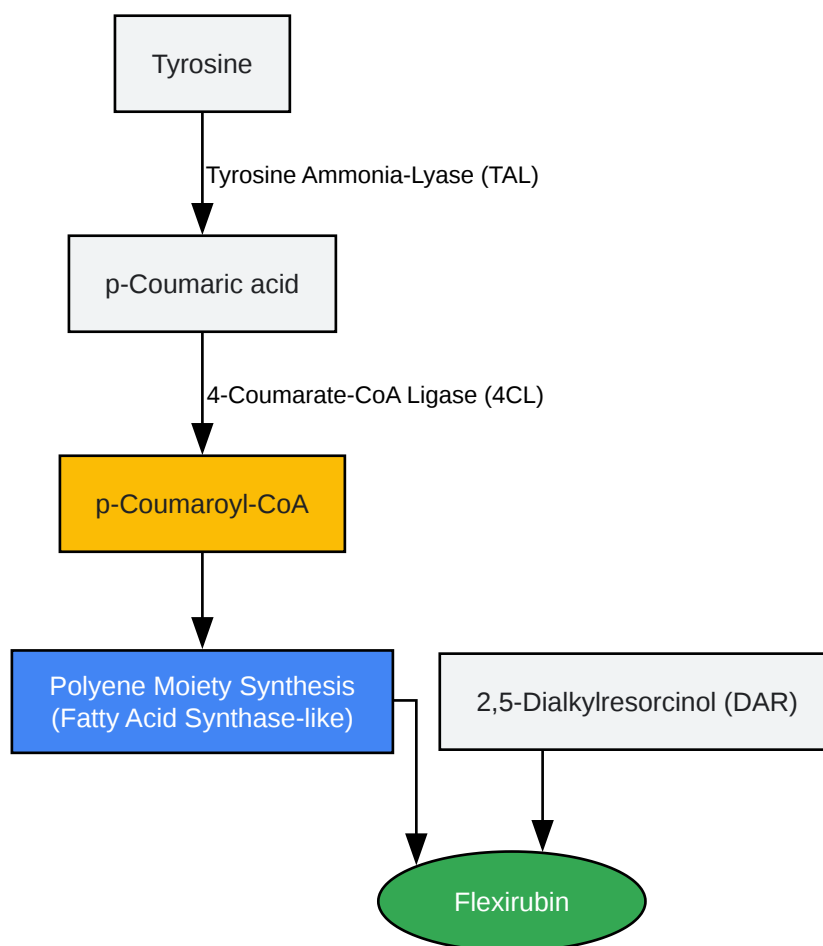 Tyrosine
Tyrosine Ammonia-Lyase (TAL)
p-Coumaric acid
4-Coumarate-CoA Ligase (4CL)
p-Coumaroyl-CoA
Polyene Moiety Synthesis
(Fatty Acid Synthase-like)
2,5-Dialkylresorcinol (DAR)
Flexirubin